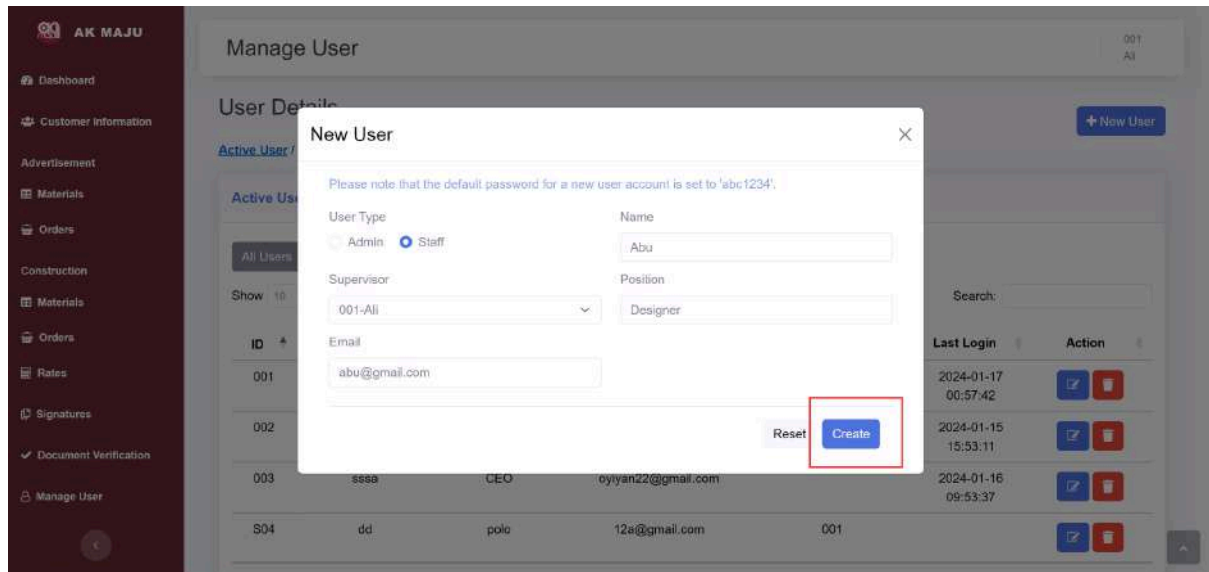 AK MAJU
Dashboard
Customer Information
Advertisement
Materials
Orders
Construction
Materials
Orders
Rates
Signatures
Document Verification
Manage User
Manage User
001
Ali
User Details
+ New User
Active User /
Active Use
All Users
Show 10
Search:
ID
Last Login
Action
001
2024-01-17
00:57:42
002
2024-01-15
15:53:11
003 sssa CEO oyiyan22@gmail.com 2024-01-16
09:53:37
S04 dd polo 12a@gmail.com 001
New User
Please note that the default password for a new user account is set to 'abc1234'.
User Type
Name
Admin
Staff
Abu
Supervisor
Position
001-Ali
Designer
Email
abu@gmail.com
Reset
Create